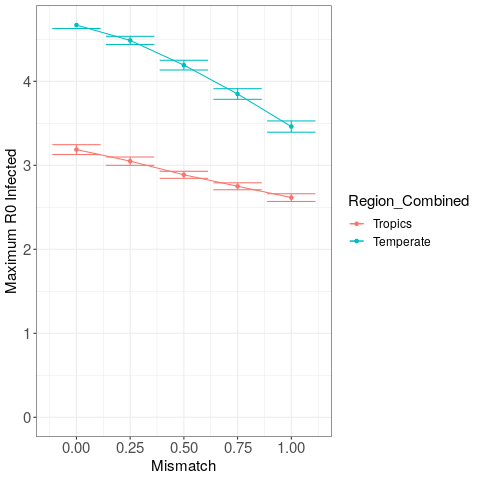 Maximum R0 Infected
4
3
2
1
0
0.00 0.25 0.50 0.75 1.00
Mismatch
Region_Combined
Tropics
Temperate